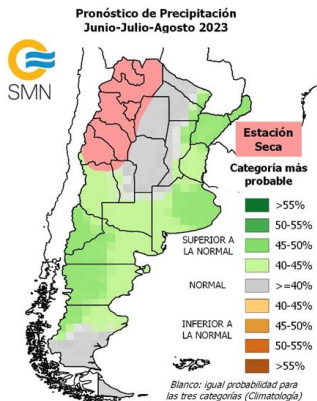 Pronóstico de Precipitación
Junio-Julio-Agosto 2023
SMN
Estación
Seca
Categoría más
probable
>55%
50-55%
45-50%
40-45%
>=40%
40-45%
45-50%
50-55%
>55%
SUPERIOR A
LA NORMAL
NORMAL
INFERIOR A
LA NORMAL
Blanco: igual probabilidad para
las tres categorías (Climatología)